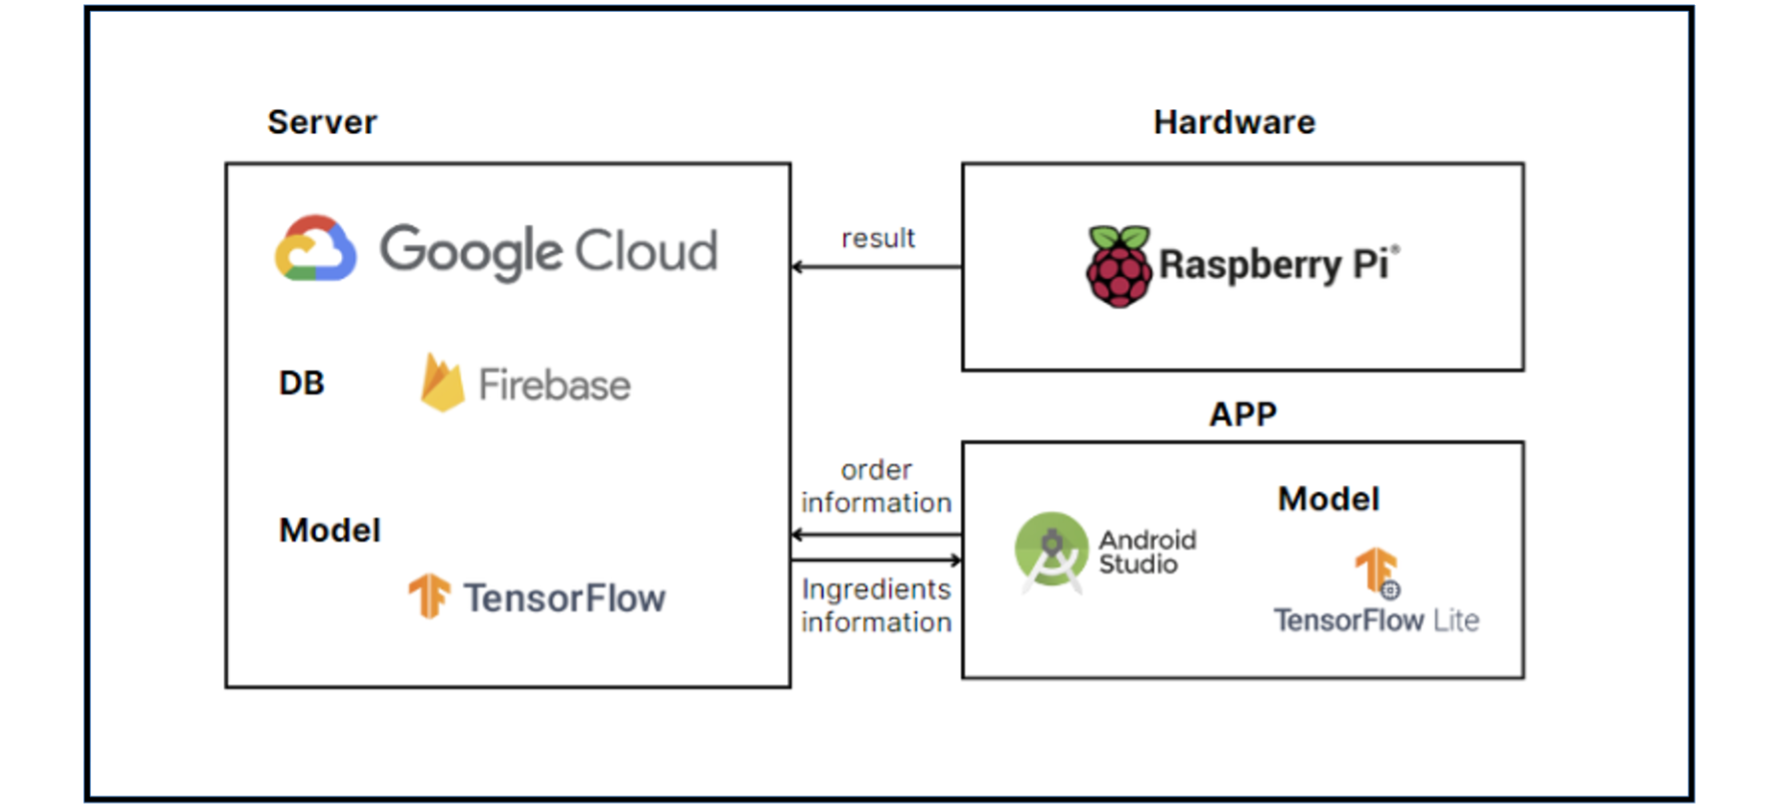 Server
Google Cloud
DB
Firebase
Model
TensorFlow
result
order
information
Ingredients
information
Hardware
Raspberry Pi®
APP
Android
Studio
Model
TensorFlow Lite